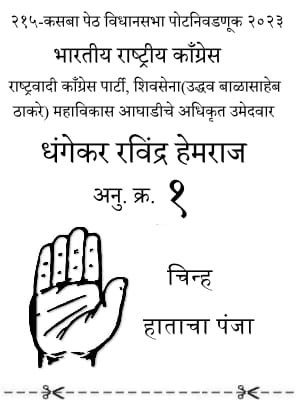 २१५-कसबा पेठ विधानसभा पोटनिवडणूक २०२३
भारतीय राष्ट्रीय काँग्रेस
राष्ट्रवादी काँग्रेस पार्टी, शिवसेना(उद्धव बाळासाहेब
ठाकरे) महाविकास आघाडीचे अधिकृत उमेदवार
धंगेकर रविंद्र हेमराज
अनु. क्र. १
चिन्ह
हाताचा पंजा